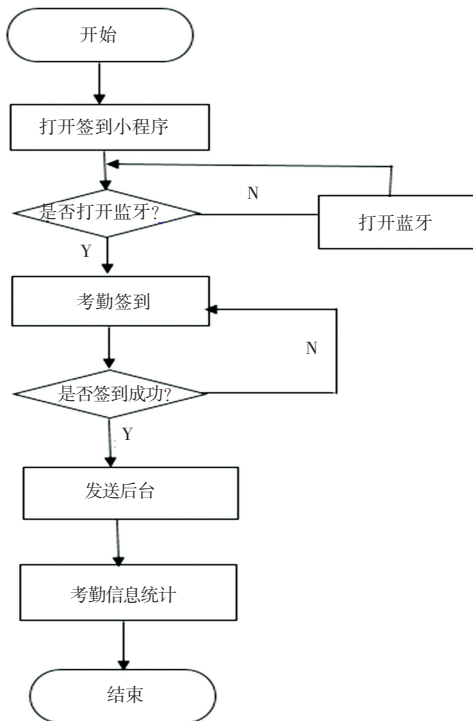 开始
打开签到小程序
是否打开监牙?
N
打开蓝牙
Y
考勤签到
N
是否签到成功?
Y
发送后台
考勤信息统计
结束